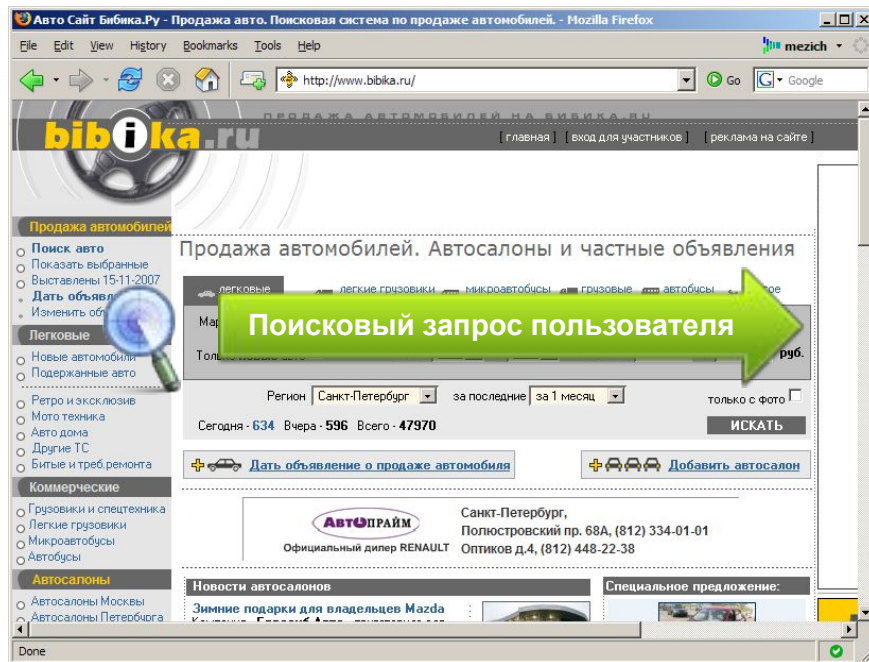 Авто Сайт Бибика.Ру - Продажа авто. Поисковая система по продаже автомобилей. - Mozilla Firefox
File Edit View History Bookmarks Tools Help
mezich
http://www.bibika.ru/
Go
Google
ПРОДАЖА АВТОМОБИЛЕЙ НА БИБИКА.RU
bibika.ru
[ главная ] [ вход для участников ] [ реклама на сайте ]
Продажа автомобилей
Поиск авто
Показать выбранные
Выставлены 15-11-2007
Дать
Изменить
Легковые
Новые автомобили
Подержанные авто
Ретро и эксклюзив
Мото техника
Авто дома
Другие ТС
Битые и треб.ремонта
Коммерческие
Грузовики и спецтехника
Легкие грузовики
Микроавтобусы
Автобусы
Автосалоны
Автосалоны Москвы
Автосалоны Петербурга
Продажа автомобилей. Автосалоны и частные объявления
легковые легкие грузовики микроавтобусы грузовые автобусы
Поисковый запрос пользователя
руб.
Регион Санкт-Петербург за последние за 1 месяц только с фото
Сегодня - 634 Вчера - 596 Всего - 47970
ИСКАТЬ
Дать объявление о продаже автомобиля
Добавить автосалон
АВТОПРАЙМ
Официальный дилер RENAULT
Санкт-Петербург,
Полюстровский пр. 68А, (812) 334-01-01
Оптиков д.4, (812) 448-22-38
Новости автосалонов
Зимние подарки для владельцев Mazda
Специальное предложение:
Done